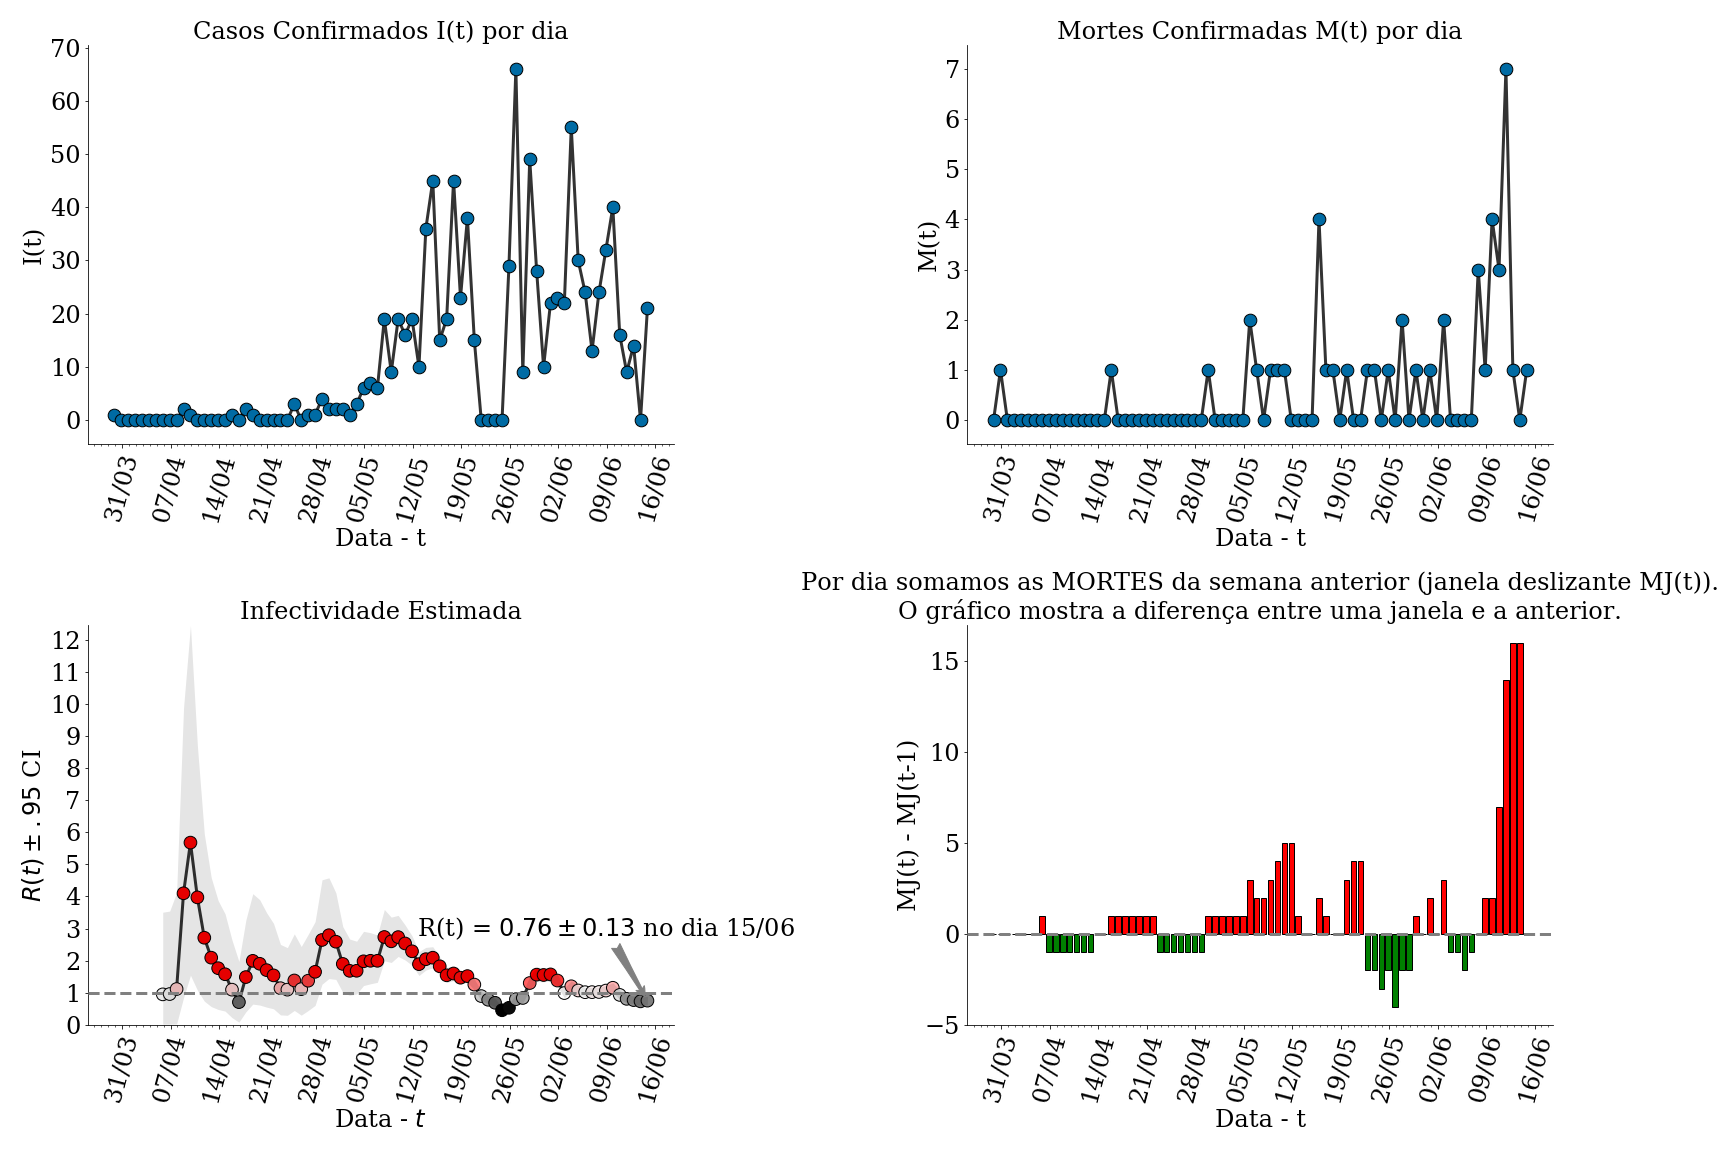 Casos Confirmados I(t) por dia
70
60
50
40
30
20
10
0
I(t)
31/03 07/04 14/04 21/04 28/04 05/05 12/05 19/05 26/05 02/06 09/06 16/06
Data - t
Mortes Confirmadas M(t) por dia
7
6
5
4
3
2
1
0
M(t)
31/03 07/04 14/04 21/04 28/04 05/05 12/05 19/05 26/05 02/06 09/06 16/06
Data - t
Infectividade Estimada
12
11
10
9
8
7
6
5
4
3
2
1
0
R(t) ± .95 CI
R(t) = 0.76 ± 0.13 no dia 15/06
31/03 07/04 14/04 21/04 28/04 05/05 12/05 19/05 26/05 02/06 09/06 16/06
Data - t
Por dia somamos as MORTES da semana anterior (janela deslizante MJ(t)).
O gráfico mostra a diferença entre uma janela e a anterior.
15
10
5
0
−5
MJ(t) - MJ(t-1)
31/03 07/04 14/04 21/04 28/04 05/05 12/05 19/05 26/05 02/06 09/06 16/06
Data - t